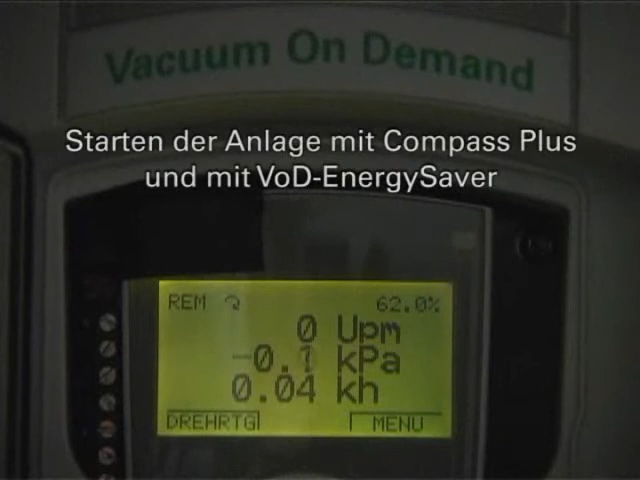 Vacuum On Demand
Starten der Anlage mit Compass Plus
und mit VoD-EnergySaver
REM 62.0%
0 Upm
-0.1 kPa
0.04 kh
DREHRTG MENU